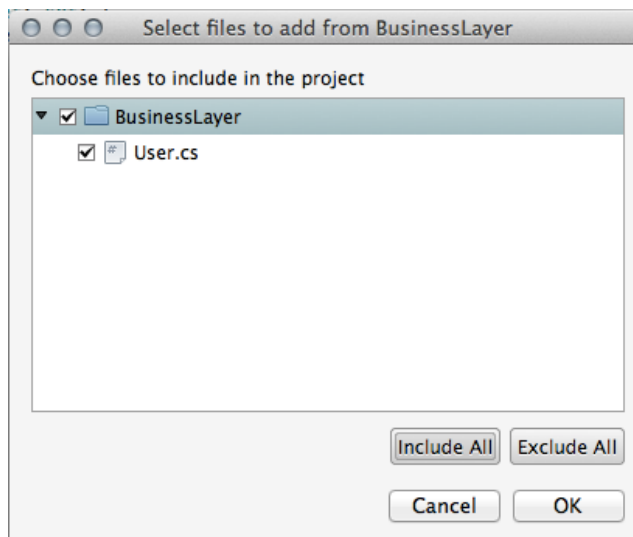 Select files to add from BusinessLayer
Choose files to include in the project
BusinessLayer
User.cs
Include All Exclude All
Cancel OK